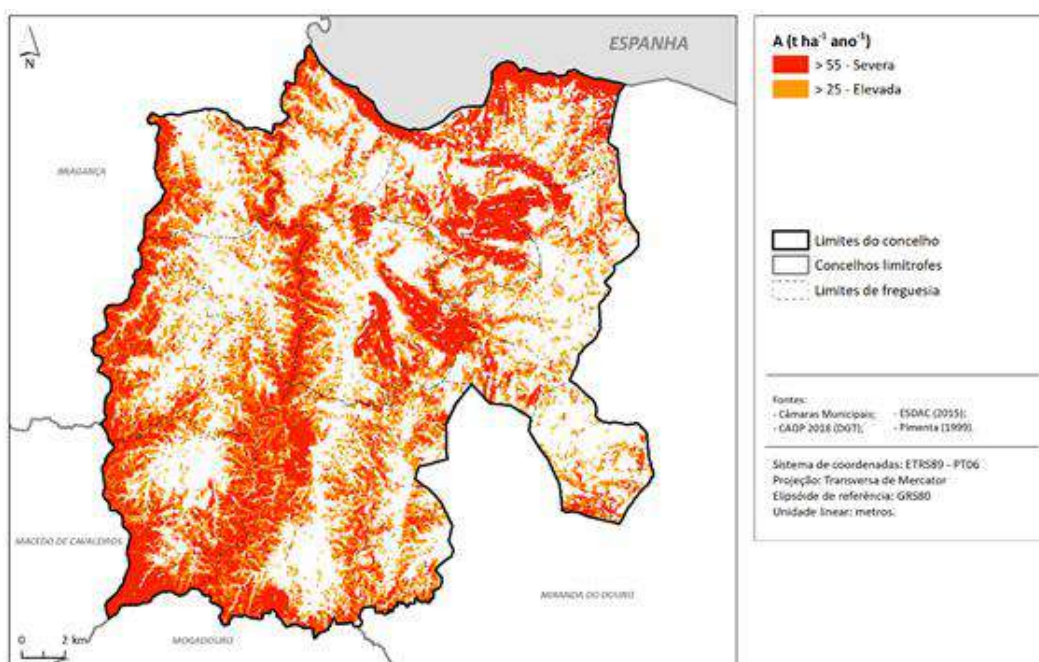 ESPANHA
N
BRAGANÇA
MACEDO DE CAVALEIROS
MOGADOURO
MIRANDA DO DOURO
0 2 km
A (t ha⁻¹ ano⁻¹)
> 55 - Severa
> 25 - Elevada
Limites do concelho
Concelhos limítrofes
Limites de freguesia
Fontes:
- Câmaras Municipais; - ESDAC (2015);
- CAOP 2018 (DGT); - Pimenta (1999).
Sistema de coordenadas: ETRS89 - PT06
Projeção: Transversa de Mercator
Elipsóide de referência: GRS80
Unidade linear: metros.